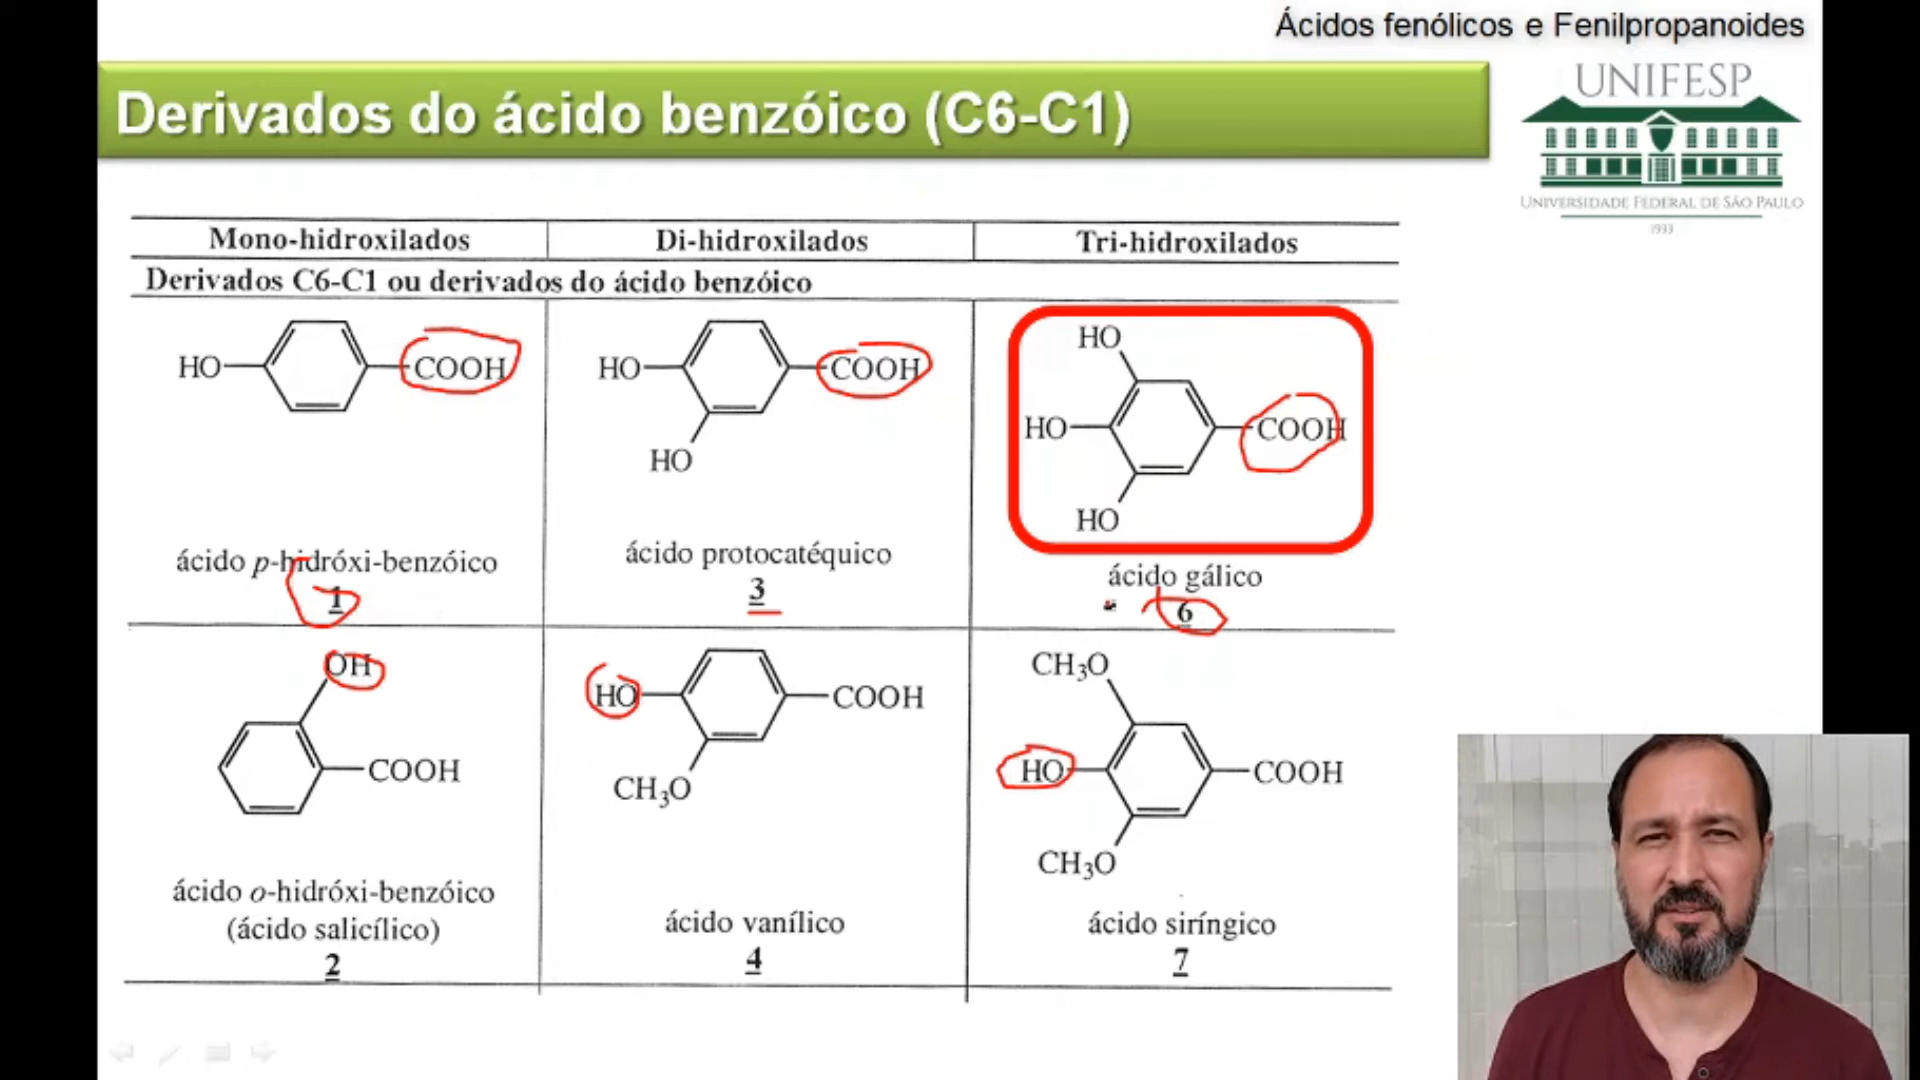 Ácidos fenólicos e Fenilpropanoides
Derivados do ácido benzóico (C6-C1)
UNIFESP
UNIVERSIDADE FEDERAL DE SÃO PAULO
1933
Mono-hidroxilados
Di-hidroxilados
Tri-hidroxilados
Derivados C6-C1 ou derivados do ácido benzóico
HO
COOH
ácido p-hidróxi-benzóico
1
HO
COOH
HO
ácido protocatéquico
3
HO
HO
COOH
HO
ácido gálico
6
OH
COOH
ácido o-hidróxi-benzóico
(ácido salicílico)
2
HO
COOH
CH₃O
ácido vanílico
4
CH₃O
HO
COOH
CH₃O
ácido siríngico
7